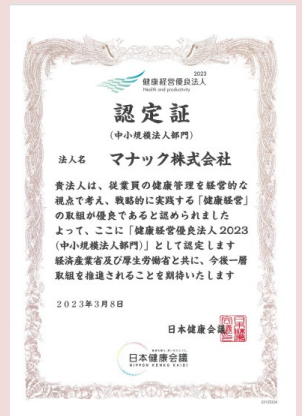 2023
健康経営優良法人
Health and productivity
認定証
(中小規模法人部門)
法人名 マナック株式会社
貴法人は、従業員の健康管理を経営的な
視点で考え、戦略的に実践する「健康経営」
の取組が優良であると認められました
よって、ここに「健康経営優良法人2023
(中小規模法人部門)」として認定します
経済産業省及び厚生労働省と共に、今後一層
取組を推進されることを期待いたします
2023年3月8日
日本健康会議
日本健康会議
NIPPON KENKO KAIGI